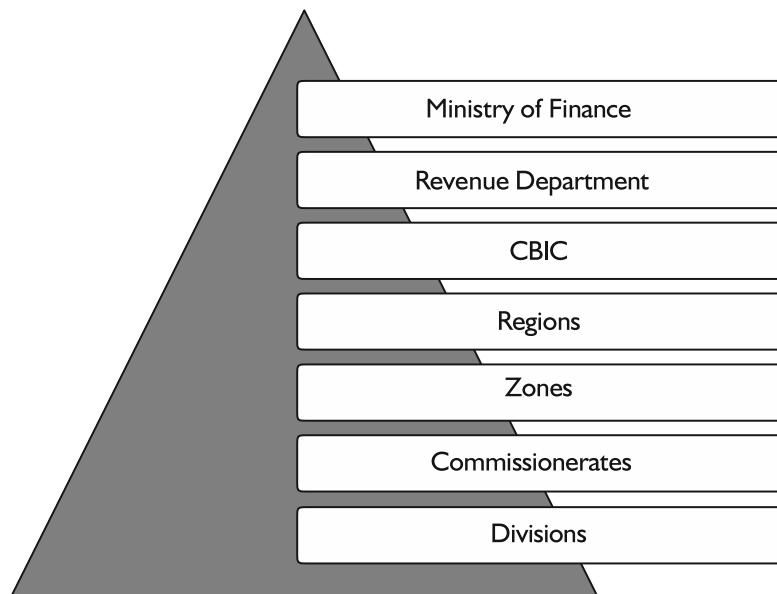 Ministry of Finance
Revenue Department
CBIC
Regions
Zones
Commissionerates
Divisions